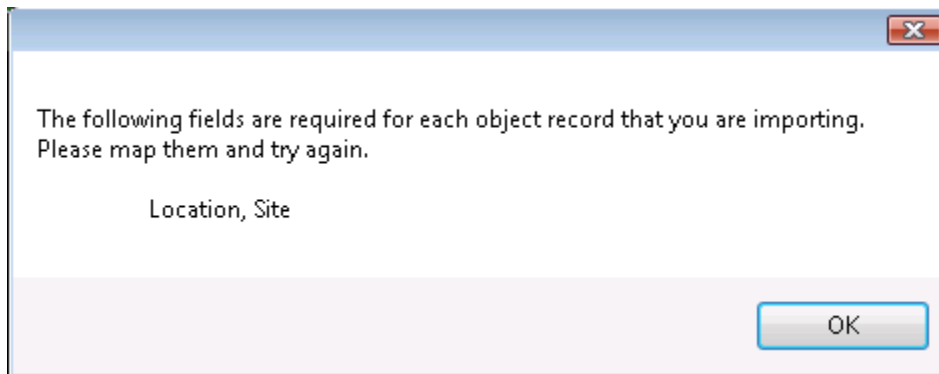 The following fields are required for each object record that you are importing.
Please map them and try again.
Location, Site
OK